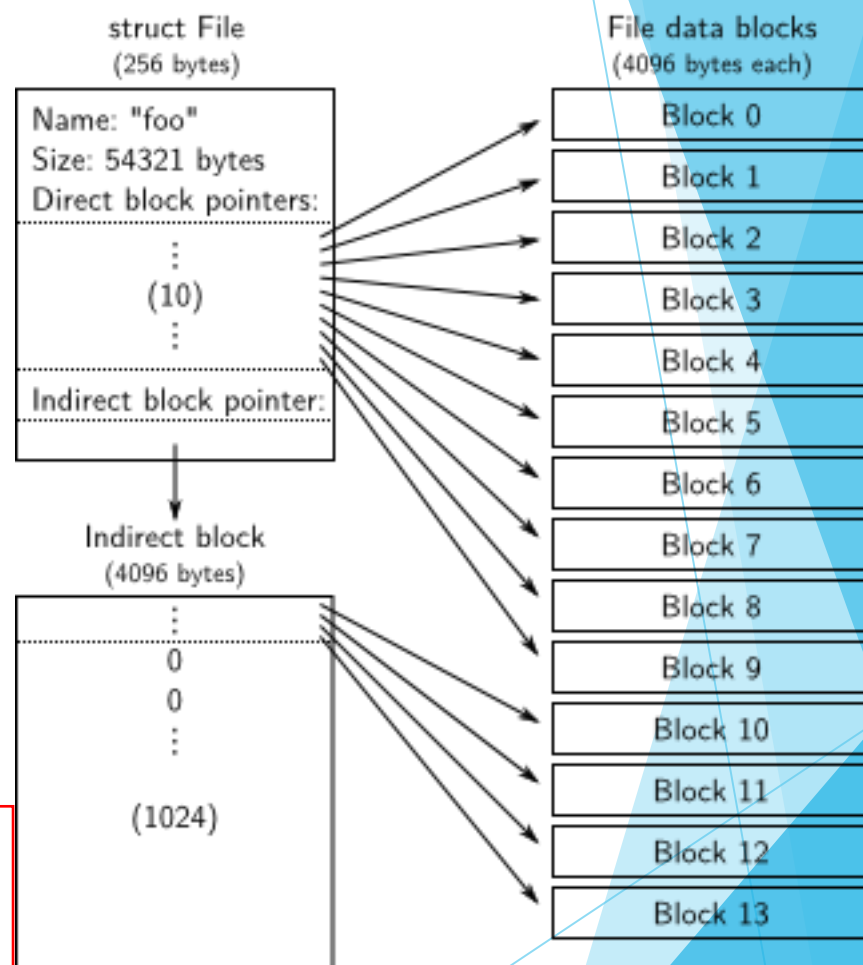 struct File
(256 bytes)
Name: "foo"
Size: 54321 bytes
Direct block pointers:
⋮
(10)
⋮
Indirect block pointer:
Indirect block
(4096 bytes)
⋮
0
0
⋮
(1024)
File data blocks
(4096 bytes each)
Block 0
Block 1
Block 2
Block 3
Block 4
Block 5
Block 6
Block 7
Block 8
Block 9
Block 10
Block 11
Block 12
Block 13